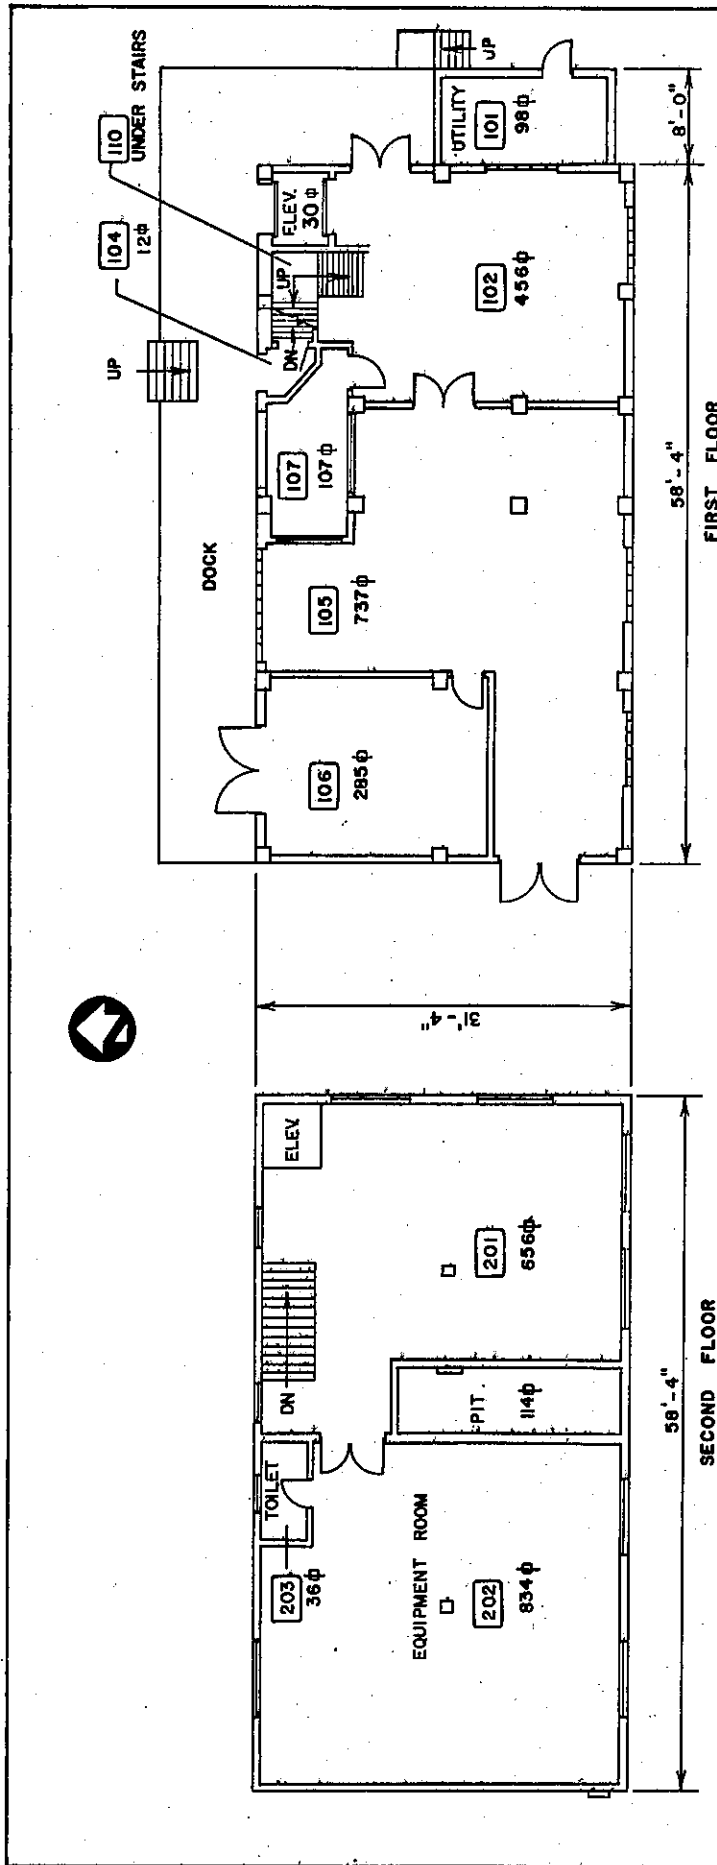 SECOND FLOOR
58'-4"
TOILET
203
36⏀
DN
ELEV.
EQUIPMENT ROOM
202
834⏀
PIT.
114⏀
201
656⏀
31'-4"
FIRST FLOOR
58'-4"
8'-0"
DOCK
UP
104
12⏀
110
UNDER STAIRS
106
285⏀
105
737⏀
107
107⏀
DN
UP
ELEV.
30⏀
102
456⏀
UTILITY
101
98⏀
UP